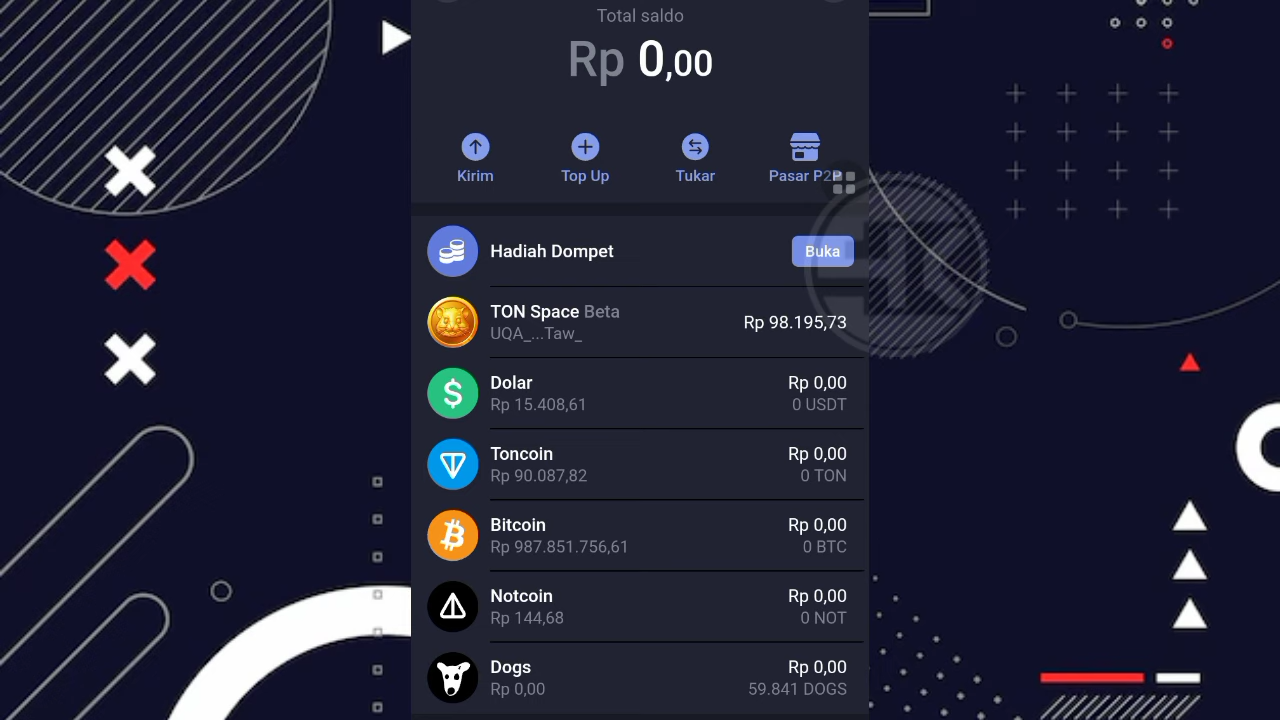 Total saldo
Rp 0,00
Kirim
Top Up
Tukar
Pasar P2P
Hadiah Dompet
Buka
TON Space Beta
Rp 98.195,73
UQA_...Taw_
Dolar
Rp 0,00
Rp 15.408,61
0 USDT
Toncoin
Rp 0,00
Rp 90.087,82
0 TON
Bitcoin
Rp 0,00
Rp 987.851.756,61
0 BTC
Notcoin
Rp 0,00
Rp 144,68
0 NOT
Dogs
Rp 0,00
Rp 0,00
59.841 DOGS